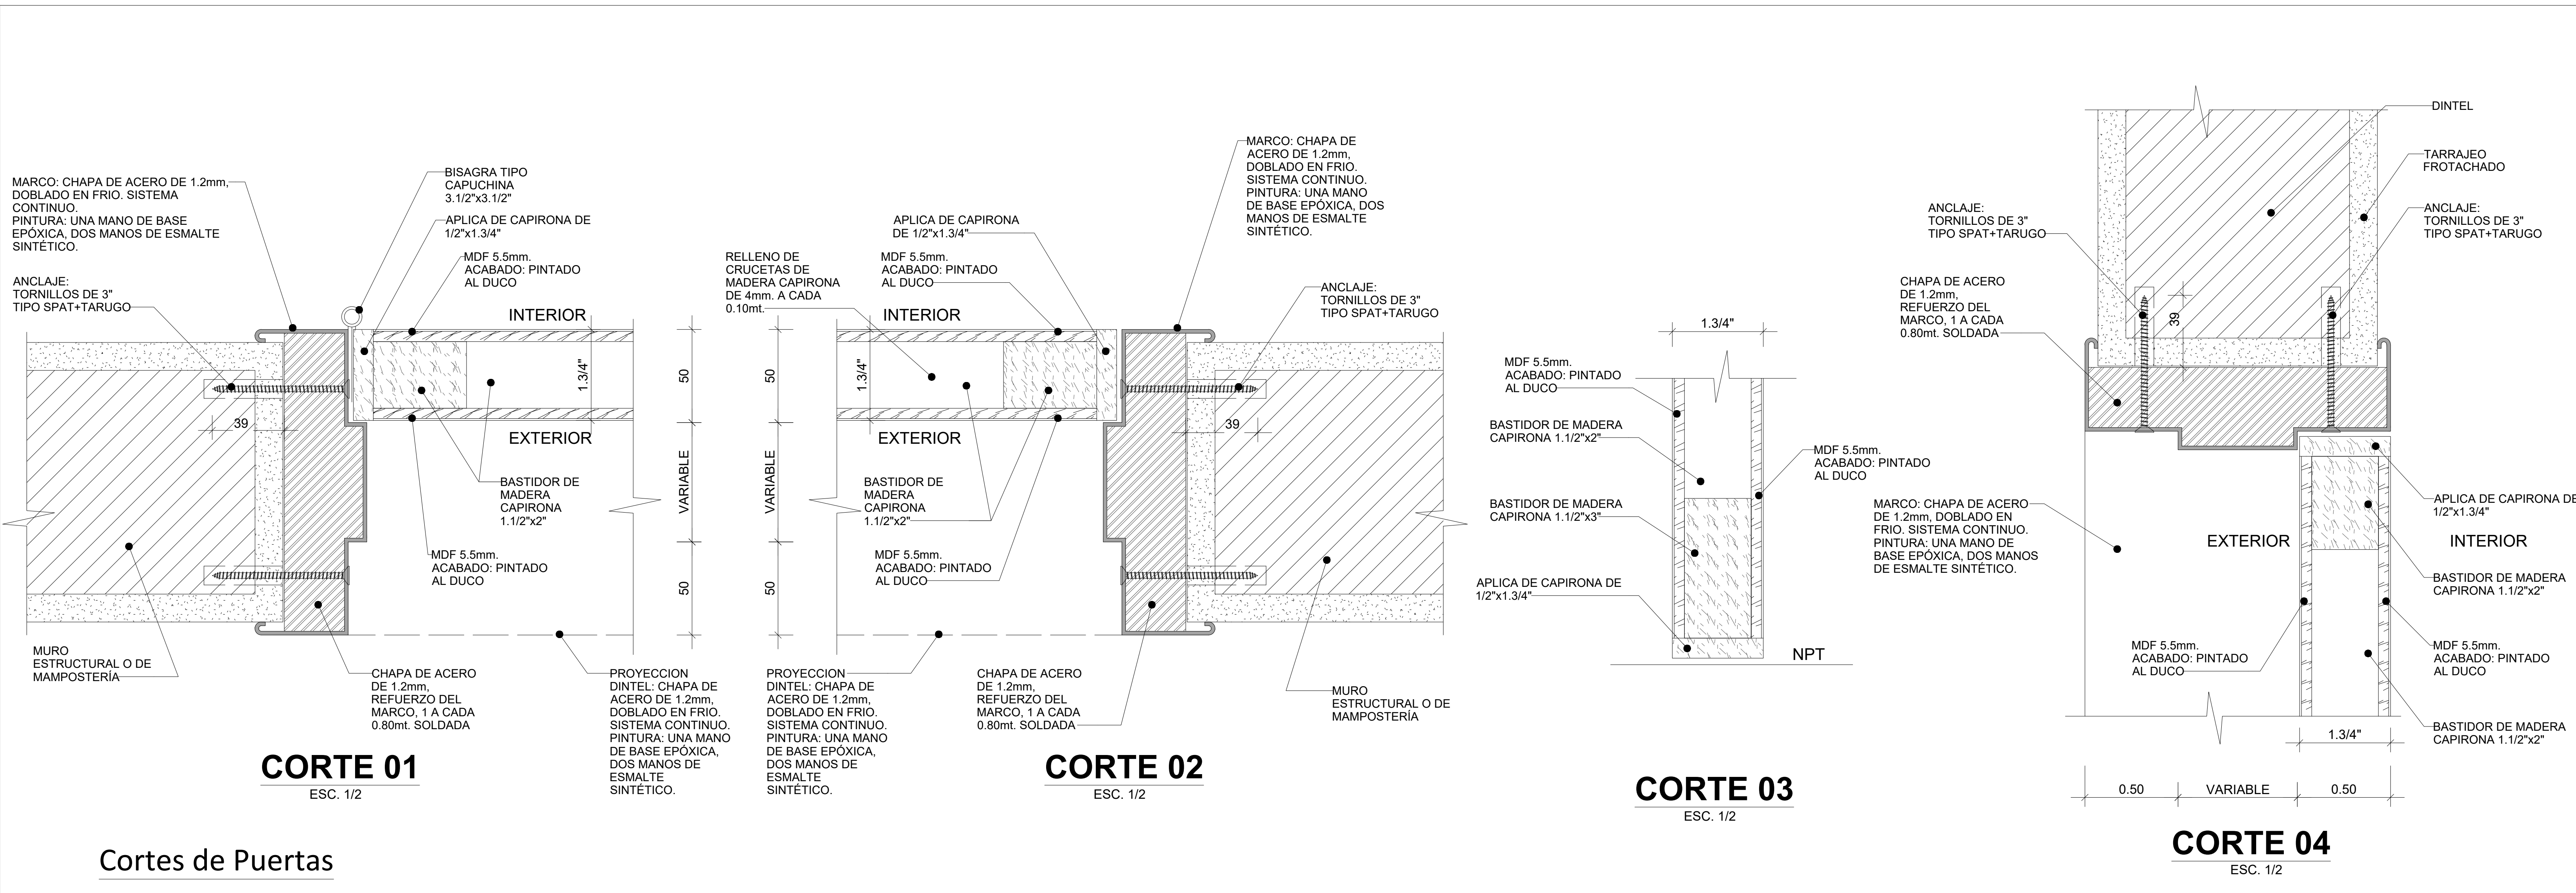 MARCO: CHAPA DE ACERO DE 1.2mm,
DOBLADO EN FRIO. SISTEMA
CONTINUO.
PINTURA: UNA MANO DE BASE
EPÓXICA, DOS MANOS DE ESMALTE
SINTÉTICO.
ANCLAJE:
TORNILLOS DE 3"
TIPO SPAT+TARUGO
BISAGRA TIPO
CAPUCHINA
3.1/2"x3.1/2"
APLICA DE CAPIRONA DE
1/2"x1.3/4"
MDF 5.5mm.
ACABADO: PINTADO
AL DUCO
INTERIOR
1.3/4"
EXTERIOR
39
BASTIDOR DE
MADERA
CAPIRONA
1.1/2"x2"
MDF 5.5mm.
ACABADO: PINTADO
AL DUCO
50
VARIABLE
50
MURO
ESTRUCTURAL O DE
MAMPOSTERÍA
CHAPA DE ACERO
DE 1.2mm,
REFUERZO DEL
MARCO, 1 A CADA
0.80mt. SOLDADA
PROYECCION
DINTEL: CHAPA DE
ACERO DE 1.2mm,
DOBLADO EN FRIO.
SISTEMA CONTINUO.
PINTURA: UNA MANO
DE BASE EPÓXICA,
DOS MANOS DE
ESMALTE
SINTÉTICO.
CORTE 01
ESC. 1/2
RELLENO DE
CRUCETAS DE
MADERA CAPIRONA
DE 4mm. A CADA
0.10mt.
APLICA DE CAPIRONA
DE 1/2"x1.3/4"
MDF 5.5mm.
ACABADO: PINTADO
AL DUCO
MARCO: CHAPA DE
ACERO DE 1.2mm,
DOBLADO EN FRIO.
SISTEMA CONTINUO.
PINTURA: UNA MANO
DE BASE EPÓXICA, DOS
MANOS DE ESMALTE
SINTÉTICO.
ANCLAJE:
TORNILLOS DE 3"
TIPO SPAT+TARUGO
INTERIOR
1.3/4"
EXTERIOR
39
50
VARIABLE
50
BASTIDOR DE
MADERA
CAPIRONA
1.1/2"x2"
MDF 5.5mm.
ACABADO: PINTADO
AL DUCO
PROYECCION
DINTEL: CHAPA DE
ACERO DE 1.2mm,
DOBLADO EN FRIO.
SISTEMA CONTINUO.
PINTURA: UNA MANO
DE BASE EPÓXICA,
DOS MANOS DE
ESMALTE
SINTÉTICO.
CHAPA DE ACERO
DE 1.2mm,
REFUERZO DEL
MARCO, 1 A CADA
0.80mt. SOLDADA
MURO
ESTRUCTURAL O DE
MAMPOSTERÍA
CORTE 02
ESC. 1/2
1.3/4"
MDF 5.5mm.
ACABADO: PINTADO
AL DUCO
BASTIDOR DE MADERA
CAPIRONA 1.1/2"x2"
MDF 5.5mm.
ACABADO: PINTADO
AL DUCO
BASTIDOR DE MADERA
CAPIRONA 1.1/2"x3"
APLICA DE CAPIRONA DE
1/2"x1.3/4"
NPT
CORTE 03
ESC. 1/2
DINTEL
TARRAJEO
FROTACHADO
ANCLAJE:
TORNILLOS DE 3"
TIPO SPAT+TARUGO
ANCLAJE:
TORNILLOS DE 3"
TIPO SPAT+TARUGO
CHAPA DE ACERO
DE 1.2mm,
REFUERZO DEL
MARCO, 1 A CADA
0.80mt. SOLDADA
39
MARCO: CHAPA DE ACERO
DE 1.2mm, DOBLADO EN
FRIO. SISTEMA CONTINUO.
PINTURA: UNA MANO DE
BASE EPÓXICA, DOS MANOS
DE ESMALTE SINTÉTICO.
APLICA DE CAPIRONA DE
1/2"x1.3/4"
EXTERIOR
INTERIOR
BASTIDOR DE MADERA
CAPIRONA 1.1/2"x2"
MDF 5.5mm.
ACABADO: PINTADO
AL DUCO
MDF 5.5mm.
ACABADO: PINTADO
AL DUCO
BASTIDOR DE MADERA
CAPIRONA 1.1/2"x2"
1.3/4"
0.50
VARIABLE
0.50
CORTE 04
ESC. 1/2
Cortes de Puertas